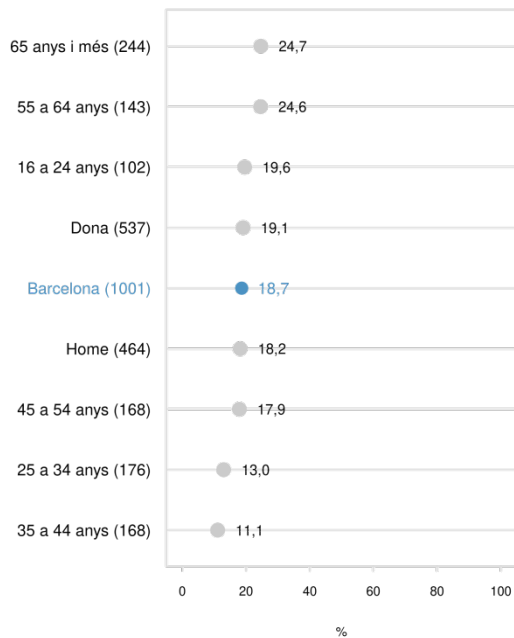 65 anys i més (244) 24,7
55 a 64 anys (143) 24,6
16 a 24 anys (102) 19,6
Dona (537) 19,1
Barcelona (1001) 18,7
Home (464) 18,2
45 a 54 anys (168) 17,9
25 a 34 anys (176) 13,0
35 a 44 anys (168) 11,1
0 20 40 60 80 100
%